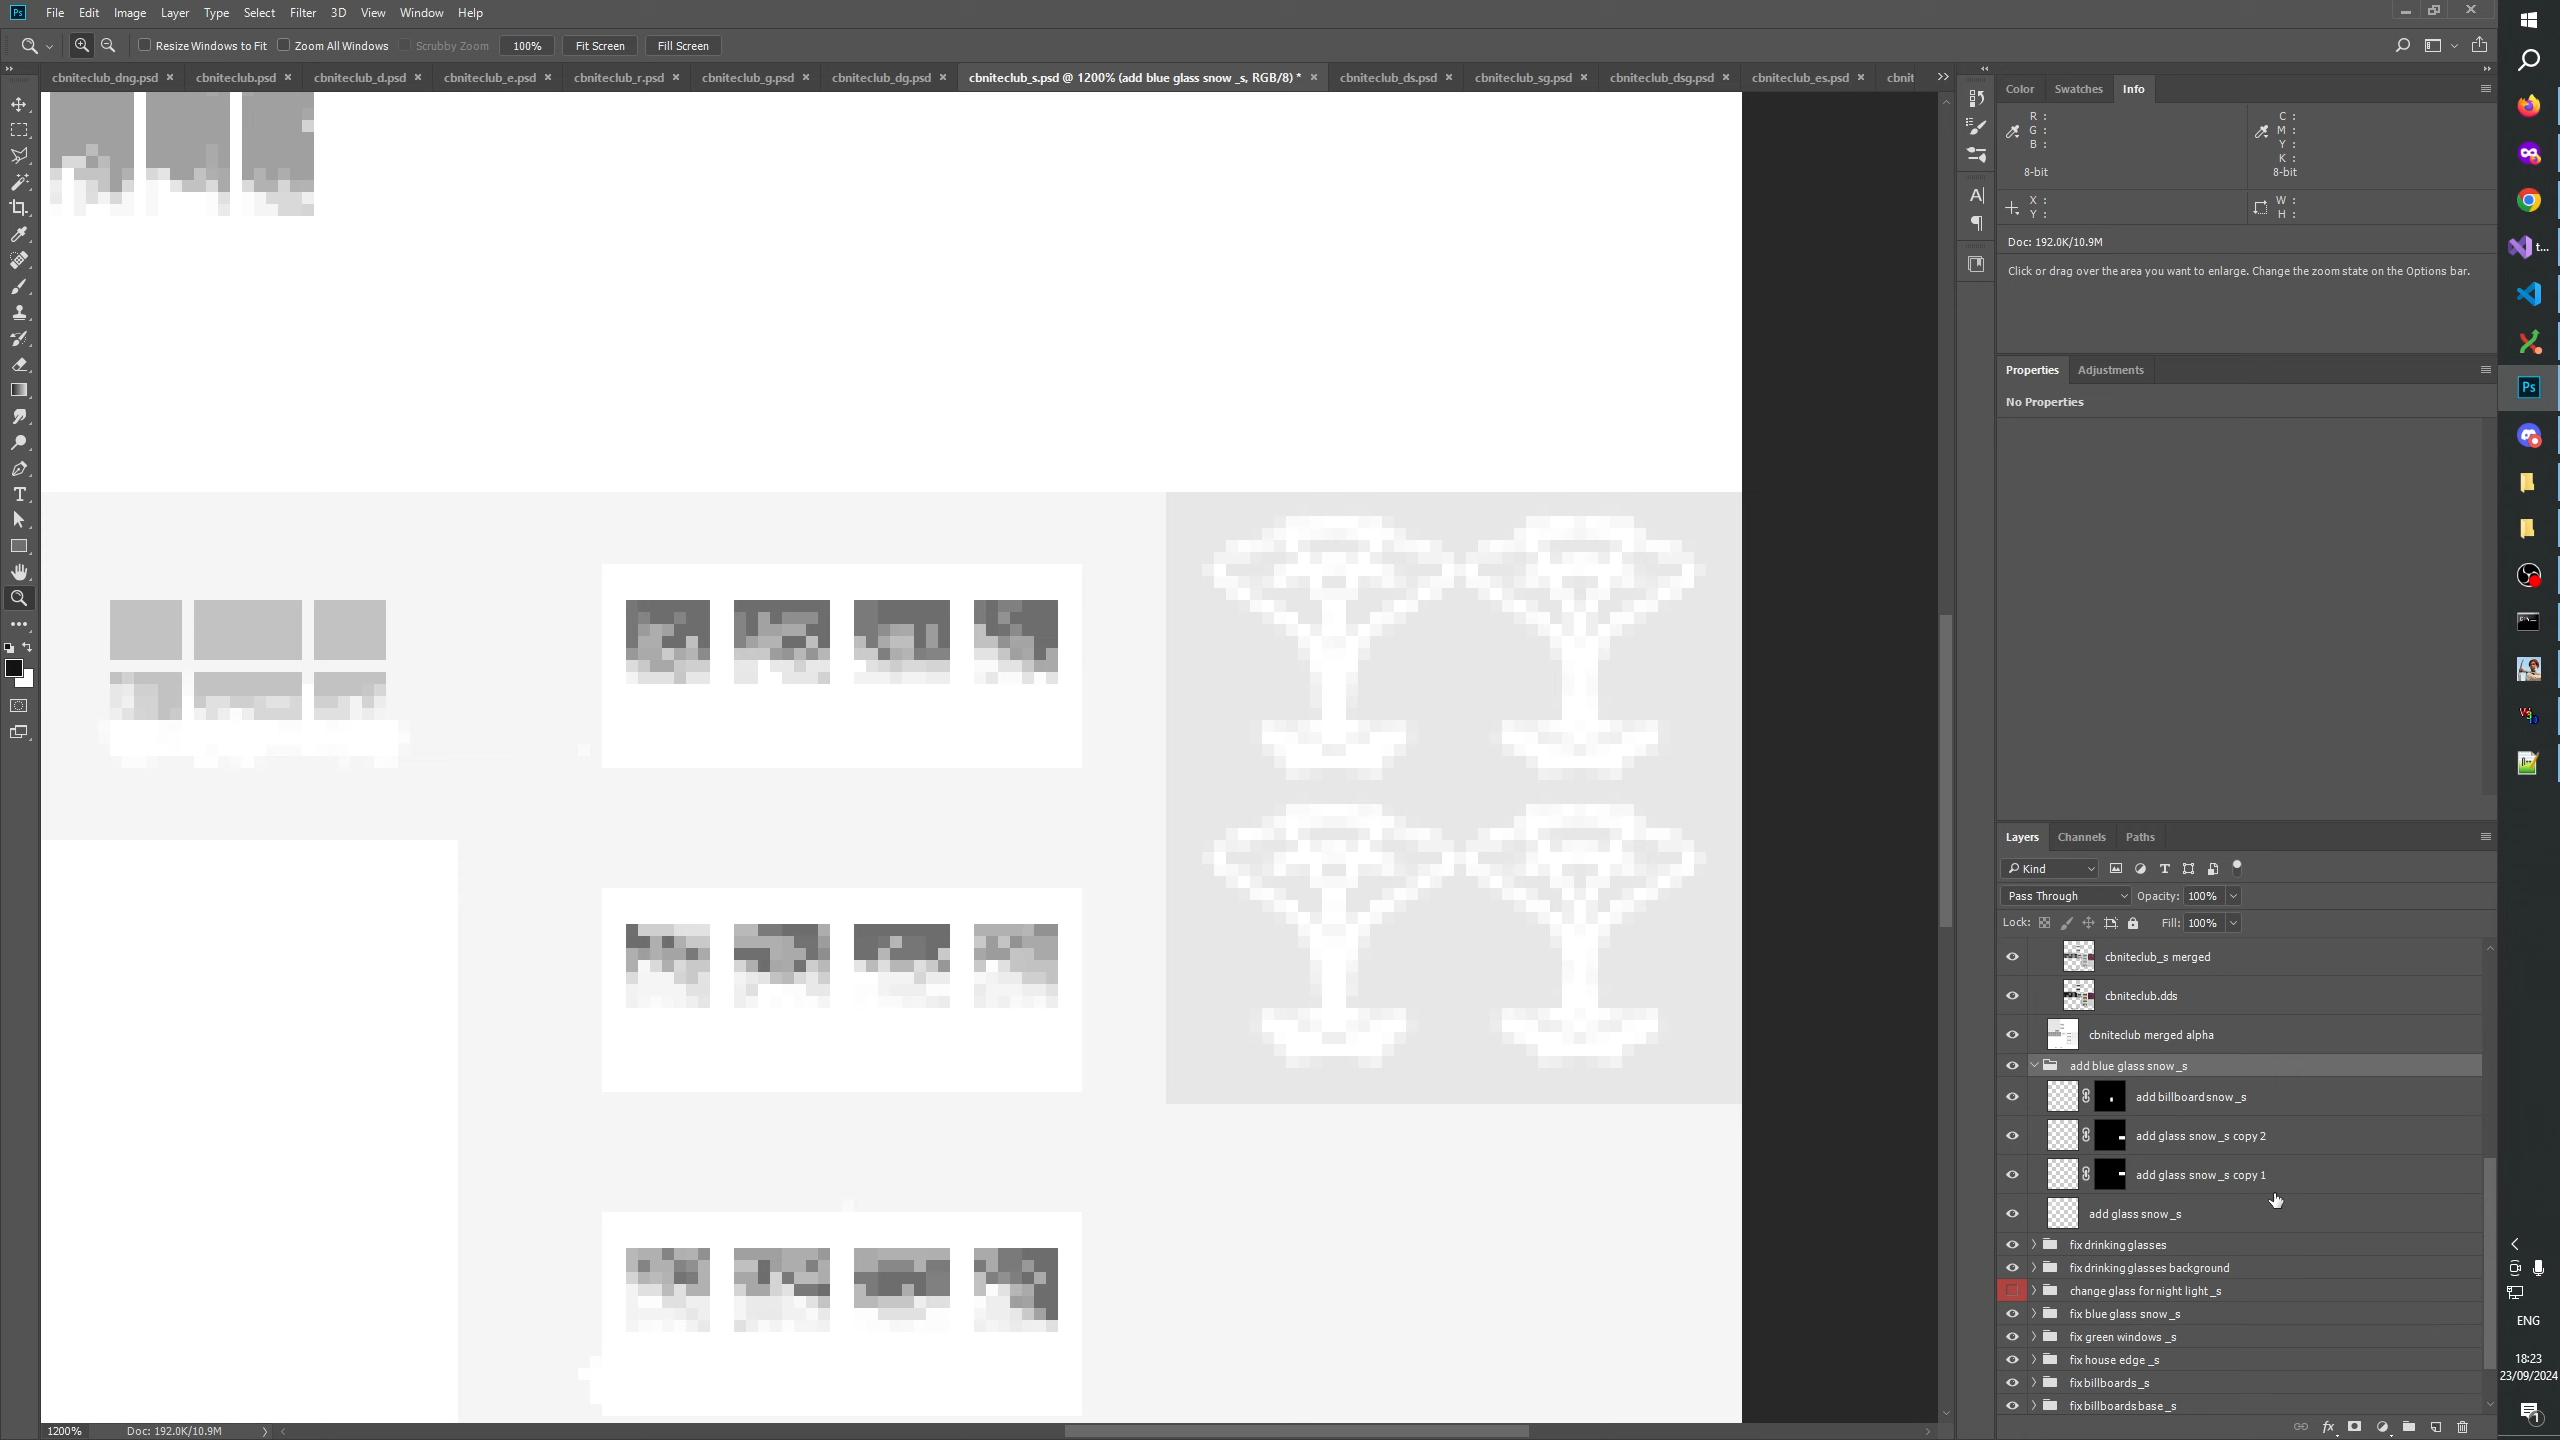 Ps File Edit Image Layer Type Select Filter 3D View Window Help
Resize Windows to Fit Zoom All Windows Scrubby Zoom 100% Fit Screen Fill Screen
cbniteclub_dng.psd × cbniteclub.psd × cbniteclub_d.psd × cbniteclub_e.psd × cbniteclub_r.psd × cbniteclub_g.psd × cbniteclub_dg.psd × cbniteclub_s.psd @ 1200% (add blue glass snow _s, RGB/8) * × cbniteclub_ds.psd × cbniteclub_sg.psd × cbniteclub_dsg.psd × cbniteclub_es.psd × cbnit
Color Swatches Info
R :
G :
B :
8-bit
C :
M :
Y :
K :
8-bit
X :
Y :
W :
H :
Doc: 192.0K/10.9M
Click or drag over the area you want to enlarge. Change the zoom state on the Options bar.
Properties Adjustments
No Properties
Layers Channels Paths
Kind
Pass Through Opacity: 100%
Lock: Fill: 100%
cbniteclub_s merged
cbniteclub.dds
cbniteclub merged alpha
add blue glass snow _s
add billboard snow _s
add glass snow _s copy 2
add glass snow _s copy 1
add glass snow _s
fix drinking glasses
fix drinking glasses background
change glass for night light _s
fix blue glass snow _s
fix green windows _s
fix house edge _s
fix billboards _s
fix billboards base _s
1200% Doc: 192.0K/10.9M
t...
Ps
ENG
18:23
23/09/2024
1